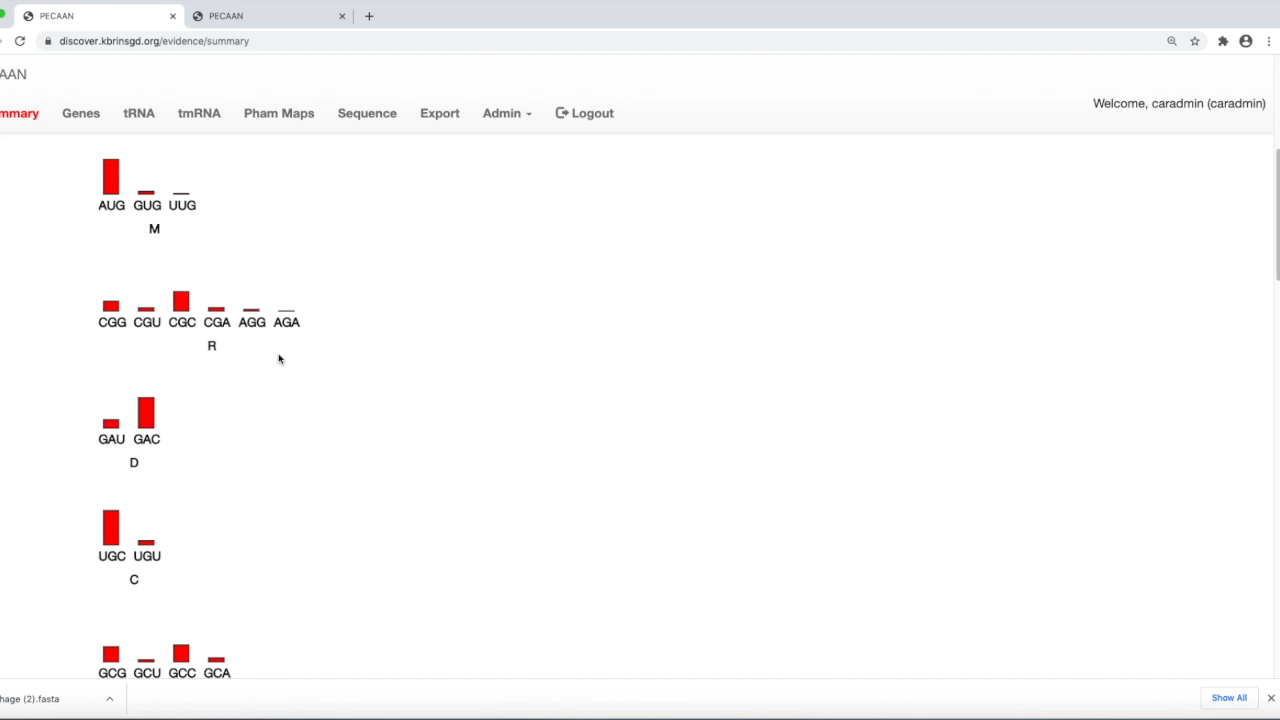 PECAAN
PECAAN
discover.kbrinsgd.org/evidence/summary
AAN
mmary Genes tRNA tmRNA Pham Maps Sequence Export Admin Logout
Welcome, caradmin (caradmin)
AUG GUG UUG
M
CGG CGU CGC CGA AGG AGA
R
GAU GAC
D
UGC UGU
C
GCG GCU GCC GCA
hage (2).fasta
Show All